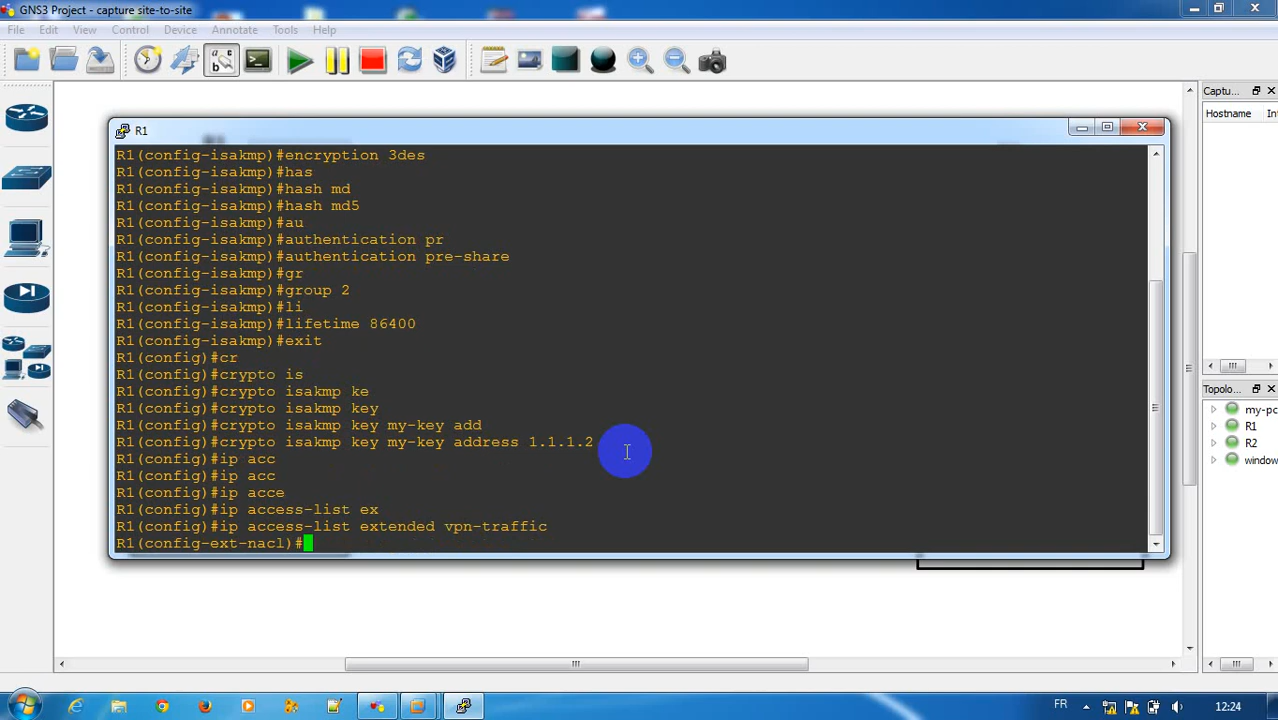 GNS3 Project - capture site-to-site
File Edit View Control Device Annotate Tools Help
Captu...
Hostname
R1
R1(config-isakmp)#encryption 3des
R1(config-isakmp)#has
R1(config-isakmp)#hash md
R1(config-isakmp)#hash md5
R1(config-isakmp)#au
R1(config-isakmp)#authentication pr
R1(config-isakmp)#authentication pre-share
R1(config-isakmp)#gr
R1(config-isakmp)#group 2
R1(config-isakmp)#li
R1(config-isakmp)#lifetime 86400
R1(config-isakmp)#exit
R1(config)#cr
R1(config)#crypto is
R1(config)#crypto isakmp ke
R1(config)#crypto isakmp key
R1(config)#crypto isakmp key my-key add
R1(config)#crypto isakmp key my-key address 1.1.1.2
R1(config)#ip acc
R1(config)#ip acc
R1(config)#ip acce
R1(config)#ip access-list ex
R1(config)#ip access-list extended vpn-traffic
R1(config-ext-nacl)#
Topolo...
my-pc
R1
R2
window
FR
12:24